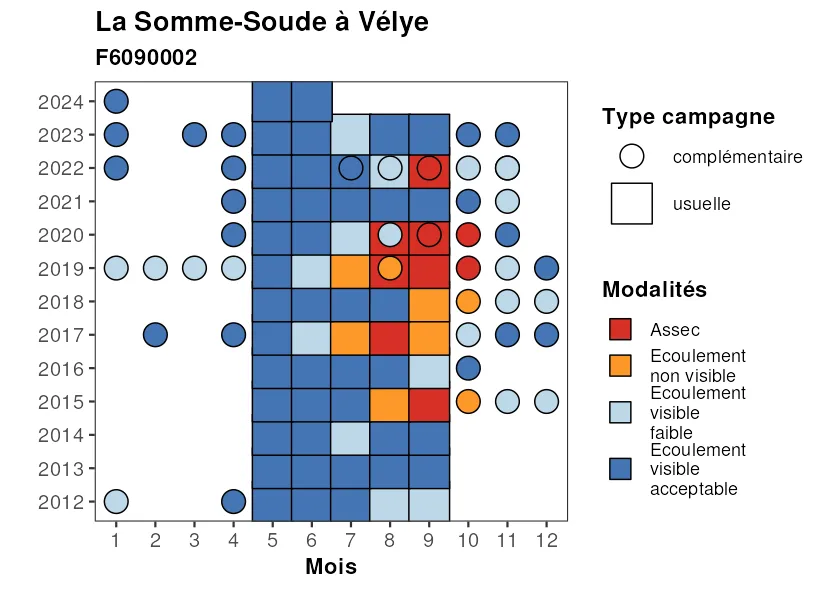 La Somme-Soude à Vélye
F6090002
2024
2023
2022
2021
2020
2019
2018
2017
2016
2015
2014
2013
2012
1 2 3 4 5 6 7 8 9 10 11 12
Mois
Type campagne
complémentaire
usuelle
Modalités
Assec
Ecoulement
non visible
Ecoulement
visible
faible
Ecoulement
visible
acceptable